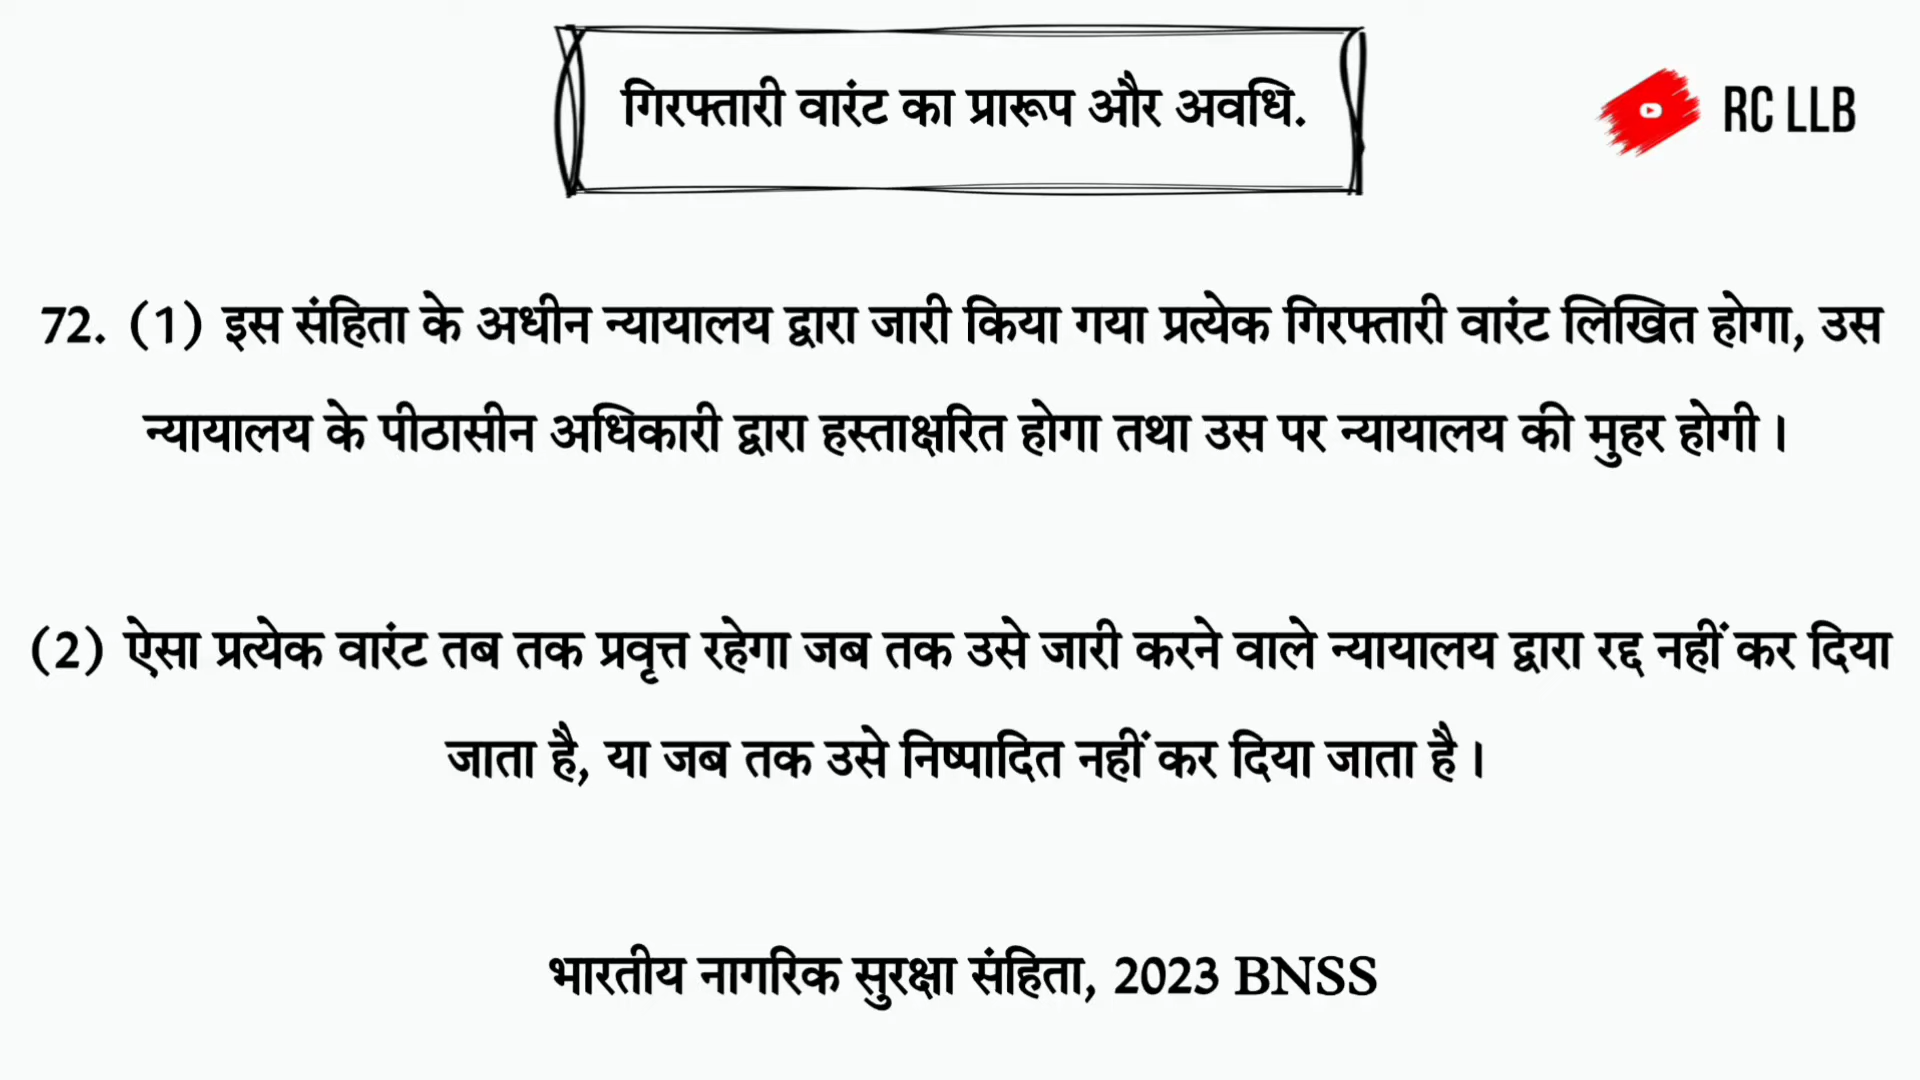 गिरफ्तारी वारंट का प्रारूप और अवधि.
RC LLB
72. (1) इस संहिता के अधीन न्यायालय द्वारा जारी किया गया प्रत्येक गिरफ्तारी वारंट लिखित होगा, उस
न्यायालय के पीठासीन अधिकारी द्वारा हस्ताक्षरित होगा तथा उस पर न्यायालय की मुहर होगी।
(2) ऐसा प्रत्येक वारंट तब तक प्रवृत्त रहेगा जब तक उसे जारी करने वाले न्यायालय द्वारा रद्द नहीं कर दिया
जाता है, या जब तक उसे निष्पादित नहीं कर दिया जाता है।
भारतीय नागरिक सुरक्षा संहिता, 2023 BNSS